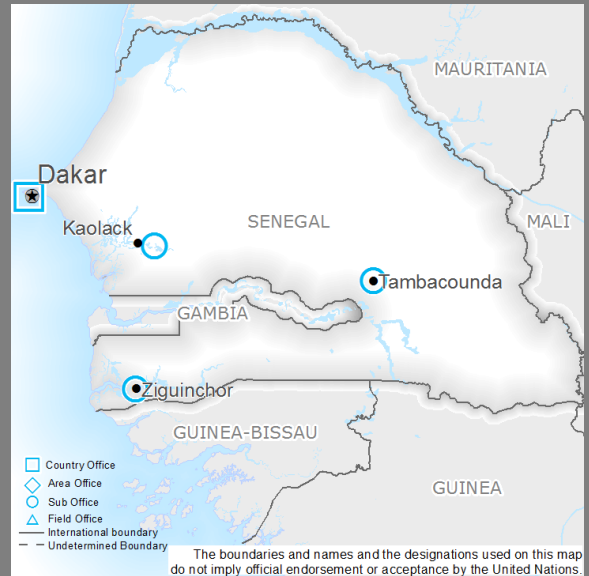 MAURITANIA
Dakar
Kaolack
SENEGAL
MALI
Tambacounda
GAMBIA
Ziguinchor
GUINEA-BISSAU
GUINEA
Country Office
Area Office
Sub Office
Field Office
International boundary
Undetermined Boundary
The boundaries and names and the designations used on this map
do not imply official endorsement or acceptance by the United Nations.